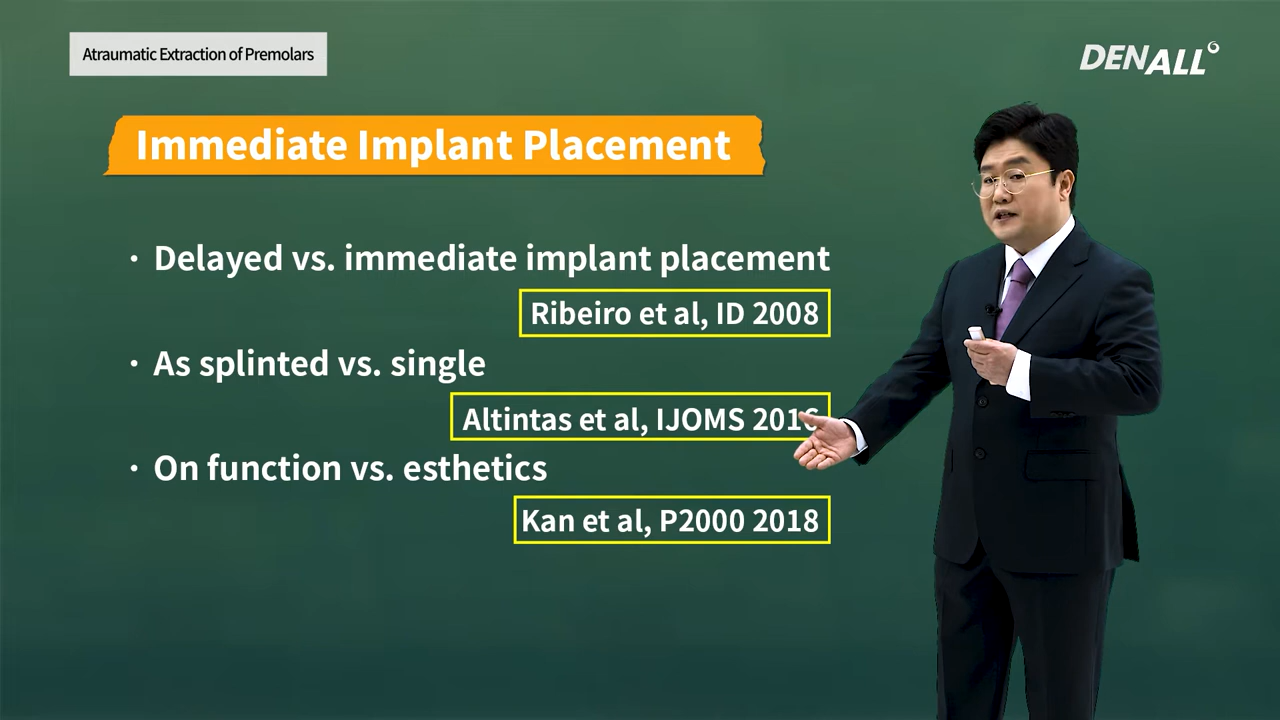 Atraumatic Extraction of Premolars
DENALL
Immediate Implant Placement
· Delayed vs. immediate implant placement
Ribeiro et al, ID 2008
· As splinted vs. single
Altintas et al, IJOMS 2016
· On function vs. esthetics
Kan et al, P2000 2018